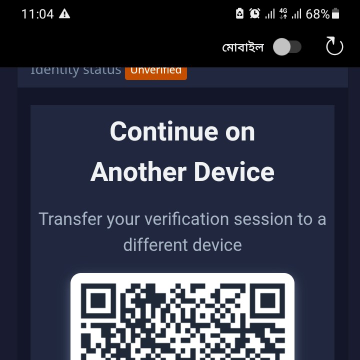 11:04 68%
মোবাইল
Identity status Unverified
Continue on
Another Device
Transfer your verification session to a
different device